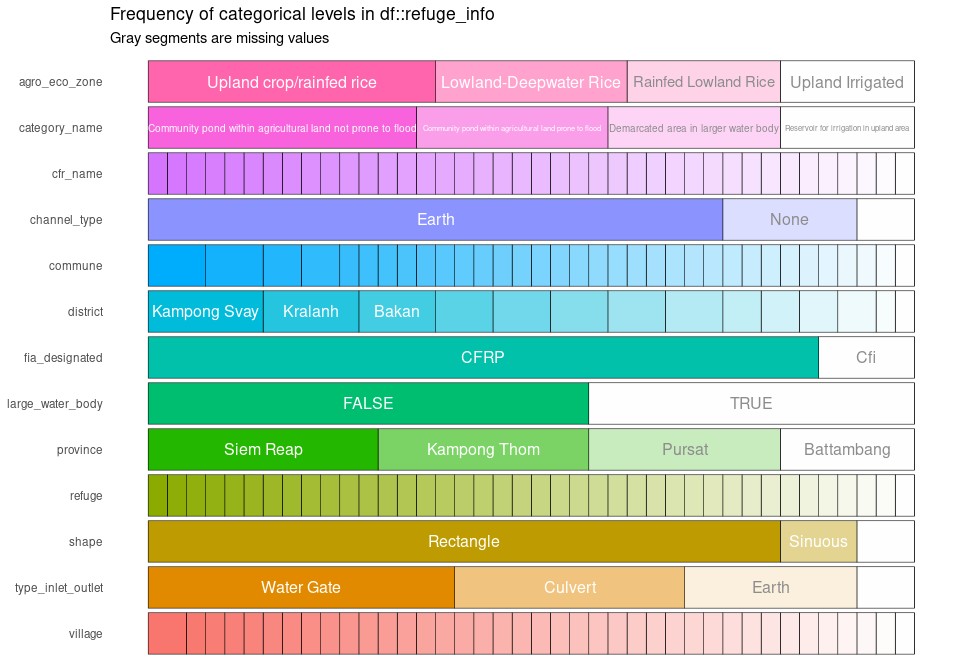 Frequency of categorical levels in df::refuge_info
Gray segments are missing values
agro_eco_zone
Upland crop/rainfed rice
Lowland-Deepwater Rice
Rainfed Lowland Rice
Upland Irrigated
category_name
Community pond within agricultural land not prone to flood
Community pond within agricultural land prone to flood
Demarcated area in larger water body
Reservoir for irrigation in upland area
cfr_name
channel_type
Earth
None
commune
district
Kampong Svay
Kralanh
Bakan
fia_designated
CFRP
Cfi
large_water_body
FALSE
TRUE
province
Siem Reap
Kampong Thom
Pursat
Battambang
refuge
shape
Rectangle
Sinuous
type_inlet_outlet
Water Gate
Culvert
Earth
village